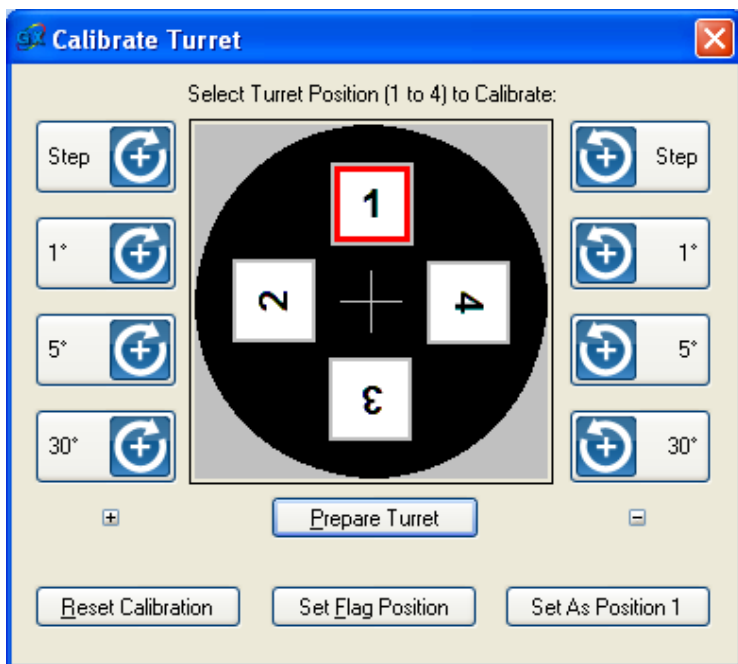 GX Calibrate Turret
Select Turret Position (1 to 4) to Calibrate:
Step
Step
1
1°
1°
2
4
5°
5°
3
30°
30°
Prepare Turret
Reset Calibration
Set Flag Position
Set As Position 1